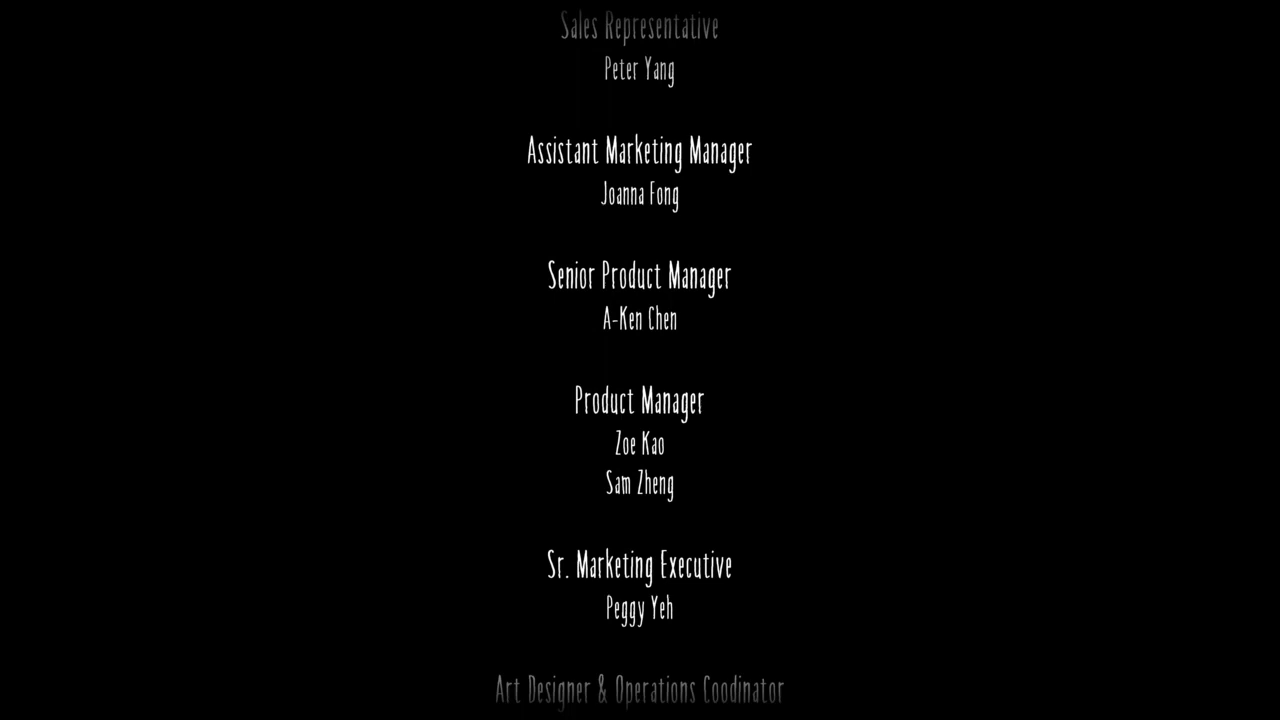 Sales Representative
Peter Yang
Assistant Marketing Manager
Joanna Fong
Senior Product Manager
A-Ken Chen
Product Manager
Zoe Kao
Sam Zheng
Sr. Marketing Executive
Peggy Yeh
Art Designer & Operations Coodinator